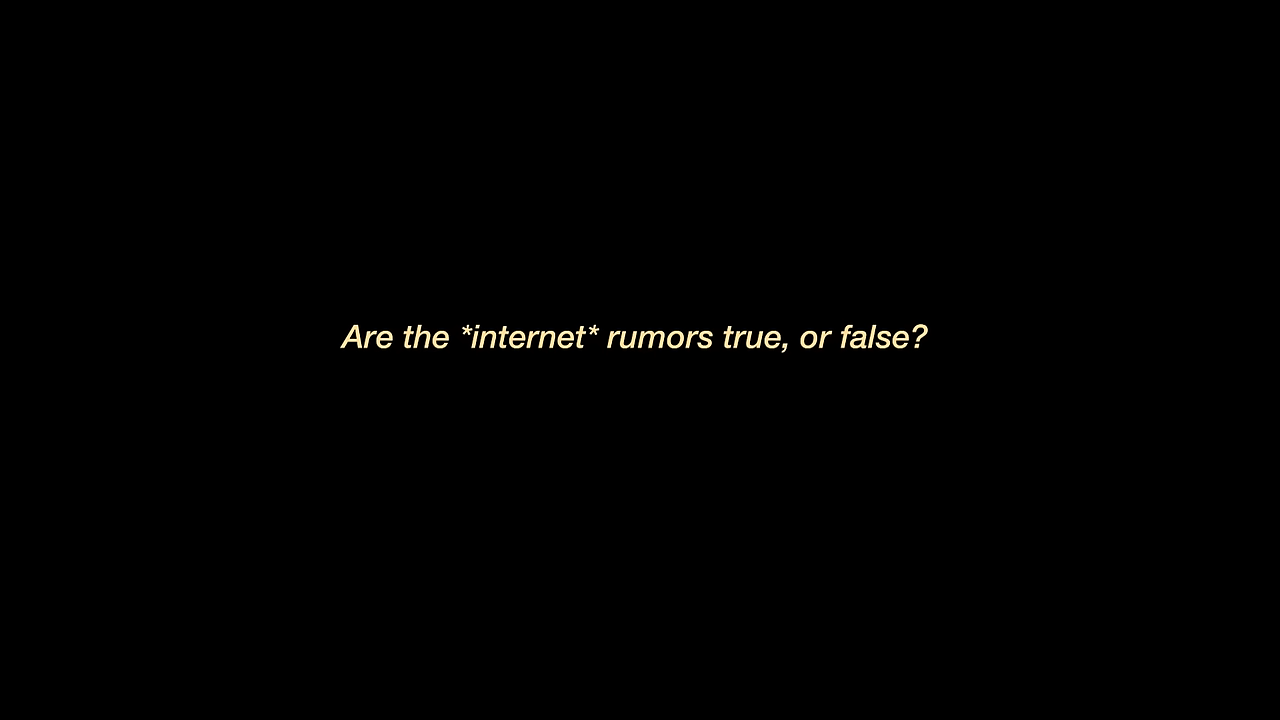 Are the *internet* rumors true, or false?